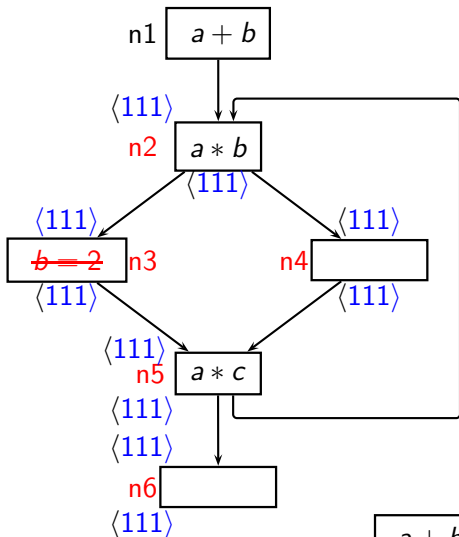 n1 a + b
⟨111⟩
n2 a ∗ b
⟨111⟩
⟨111⟩ ⟨111⟩
b = 2 n3 n4
⟨111⟩ ⟨111⟩
⟨111⟩
n5 a ∗ c
⟨111⟩
⟨111⟩
n6
⟨111⟩
a + b